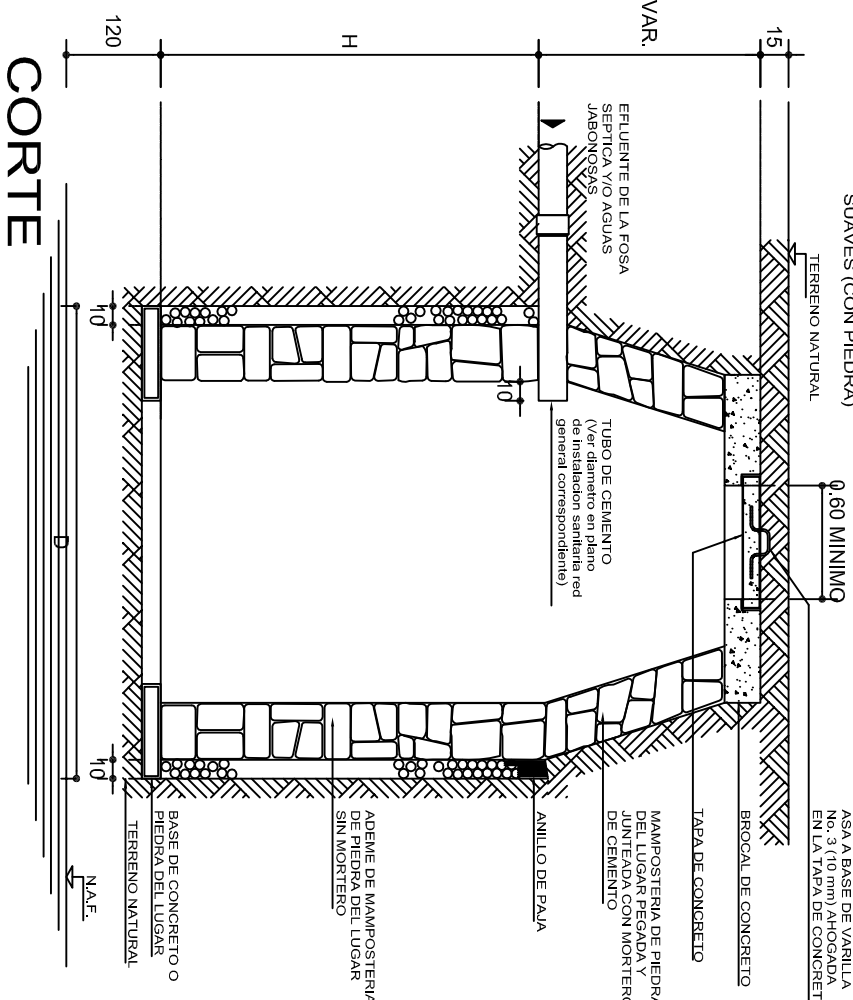 SUAVES (CON PIEDRA)
TERRENO NATURAL
0.60 MINIMO
ASA A BASE DE VARILLA
No. 3 (10 mm) AHOGADA
EN LA TAPA DE CONCRET
BROCAL DE CONCRETO
TAPA DE CONCRETO
MAMPOSTERIA DE PIEDRA
DEL LUGAR PEGADA Y
JUNTEADA CON MORTERO
DE CEMENTO
ANILLO DE PAJA
ADEME DE MAMPOSTERIA
DE PIEDRA DEL LUGAR
SIN MORTERO
BASE DE CONCRETO O
PIEDRA DEL LUGAR
TERRENO NATURAL
N.A.F.
EFLUENTE DE LA FOSA
SEPTICA Y/O AGUAS
JABONOSAS
TUBO DE CEMENTO
(Ver diametro en plano
de instalacion sanitaria red
general correspondiente)
15
VAR.
H
120
10
10
10
D
CORTE